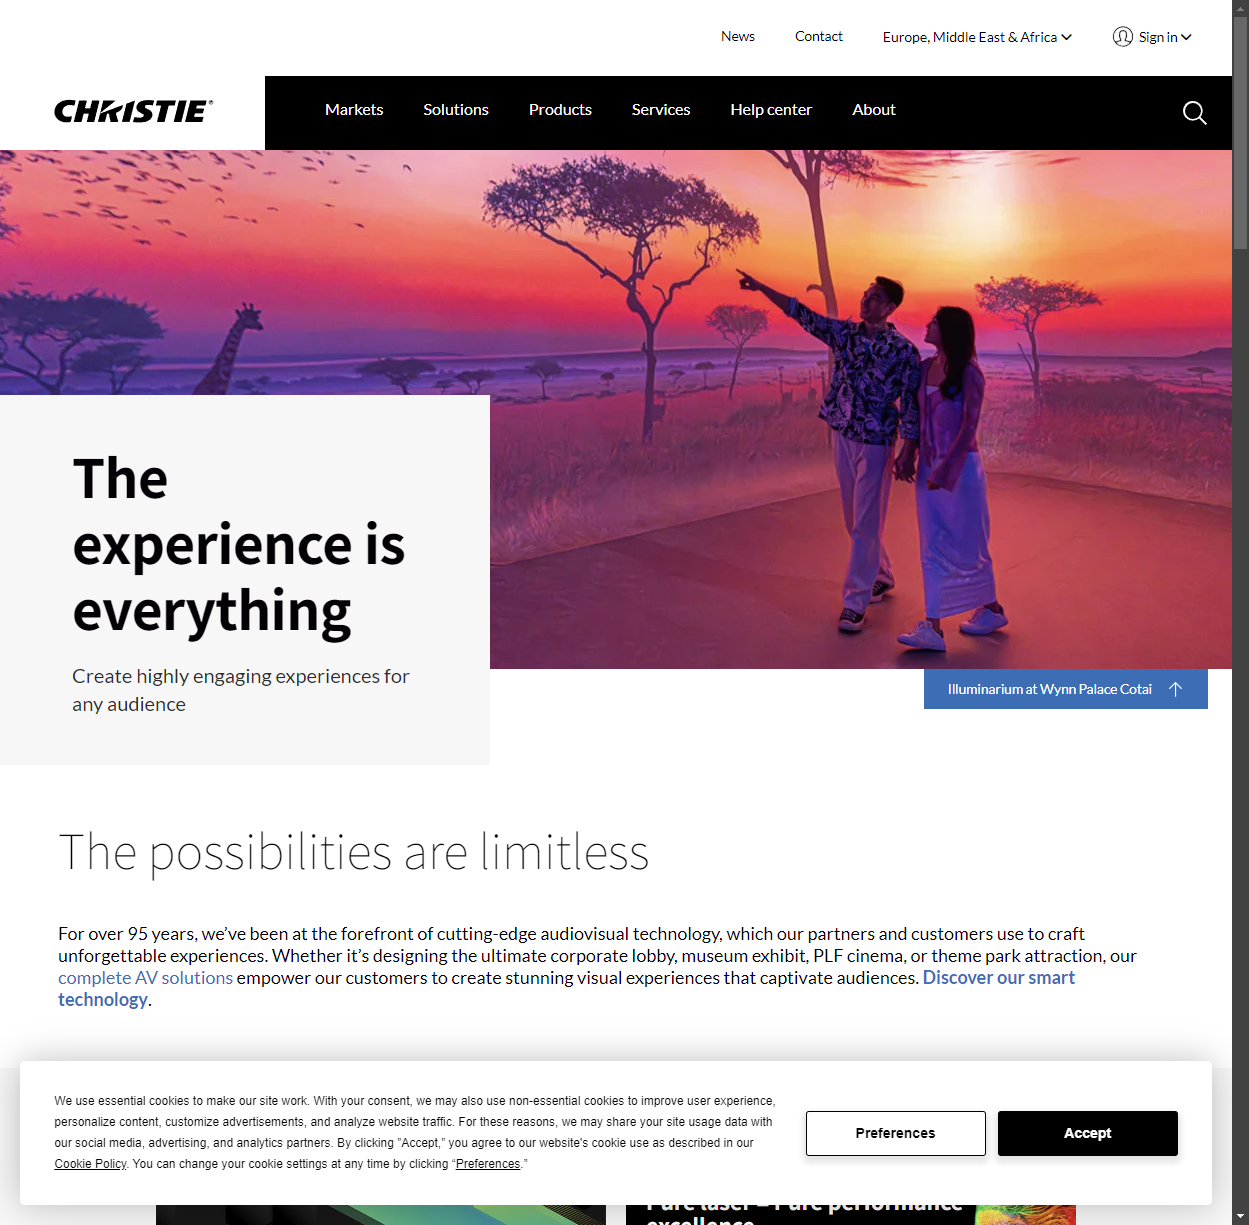 News
Contact
Europe, Middle East & Africa
Sign in
CHRISTIE®
Markets
Solutions
Products
Services
Help center
About
The
experience is
everything
Create highly engaging experiences for
any audience
Illuminarium at Wynn Palace Cotai
The possibilities are limitless
For over 95 years, we’ve been at the forefront of cutting-edge audiovisual technology, which our partners and customers use to craft
unforgettable experiences. Whether it’s designing the ultimate corporate lobby, museum exhibit, PLF cinema, or theme park attraction, our
complete AV solutions empower our customers to create stunning visual experiences that captivate audiences. Discover our smart
technology.
We use essential cookies to make our site work. With your consent, we may also use non-essential cookies to improve user experience,
personalize content, customize advertisements, and analyze website traffic. For these reasons, we may share your site usage data with
our social media, advertising, and analytics partners. By clicking "Accept," you agree to our website's cookie use as described in our
Cookie Policy. You can change your cookie settings at any time by clicking “Preferences.”
Preferences
Accept
Pure laser – Pure performance
excellence